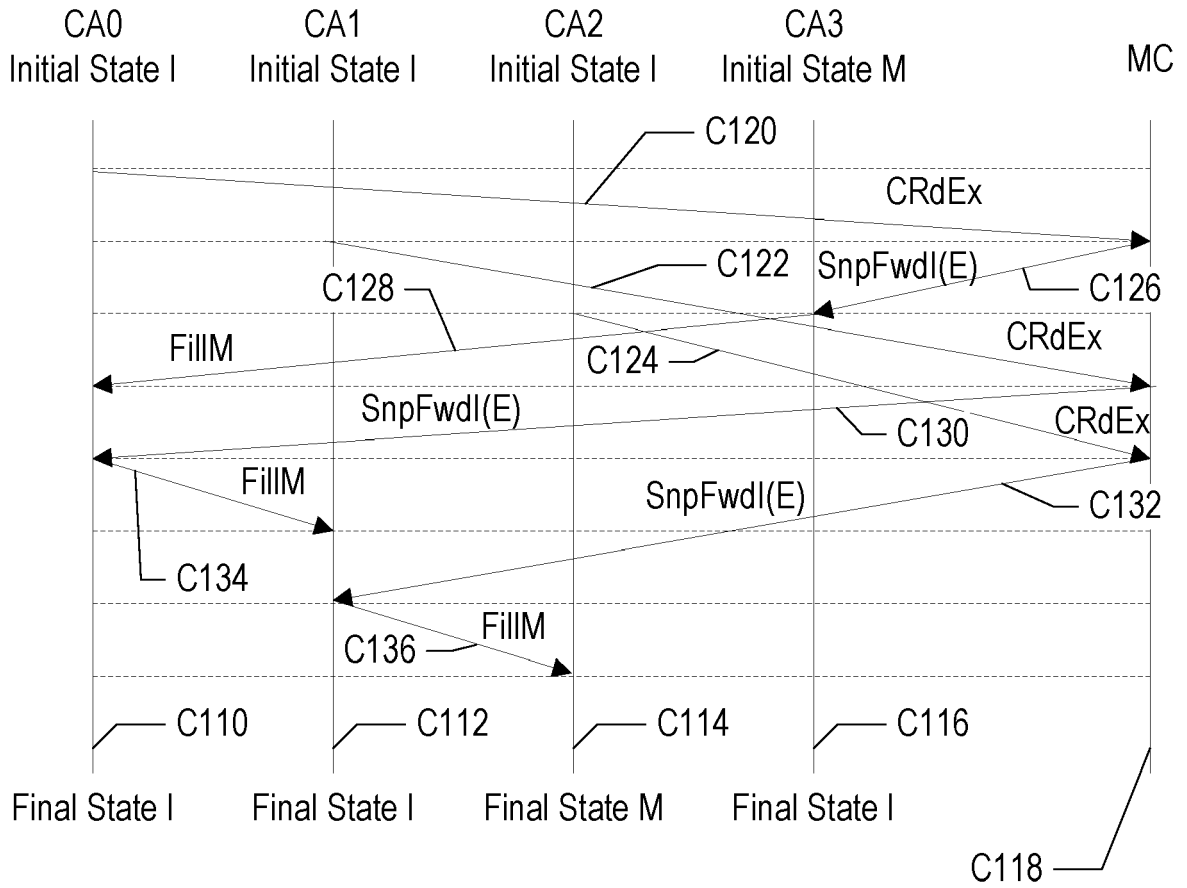 CA0 CA1 CA2 CA3
Initial State I Initial State I Initial State I Initial State M MC
C120
CRdEx
C122 SnpFwdI(E)
C128 C126
FillM C124 CRdEx
SnpFwdI(E) C130 CRdEx
FillM SnpFwdI(E) C132
C134
FillM
C136
C110 C112 C114 C116
Final State I Final State I Final State M Final State I
C118